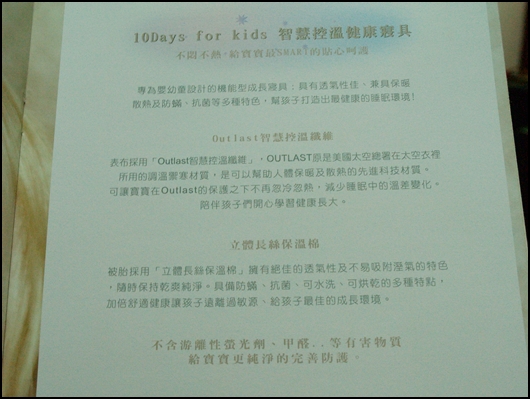 10Days for kids 智慧控溫健康寢具
不悶不熱,給寶寶最SMART的貼心呵護
專為嬰幼童設計的機能型成長寢具:具有透氣性佳、兼具保暖
散熱及防蟎、抗菌等多種特色,幫孩子打造出最健康的睡眠環境!
Outlast智慧控溫纖維
表布採用「Outlast智慧控溫纖維」,OUTLAST原是美國太空總署在太空衣裡
所用的調溫禦寒材質,是可以幫助人體保暖及散熱的先進科技材質。
可讓寶寶在Outlast的保護之下不再忽冷忽熱,減少睡眠中的溫差變化。
陪伴孩子們開心學習健康長大。
立體長絲保溫棉
被胎採用「立體長絲保溫棉」擁有絕佳的透氣性及不易吸附溼氣的特色
,隨時保持乾爽純淨。具備防蟎、抗菌、可水洗、可烘乾的多種特點,
加倍舒適健康讓孩子遠離過敏源、給孩子最佳的成長環境。
不含游離性螢光劑、甲醛..等有害物質
給寶寶更純淨的完善防護。